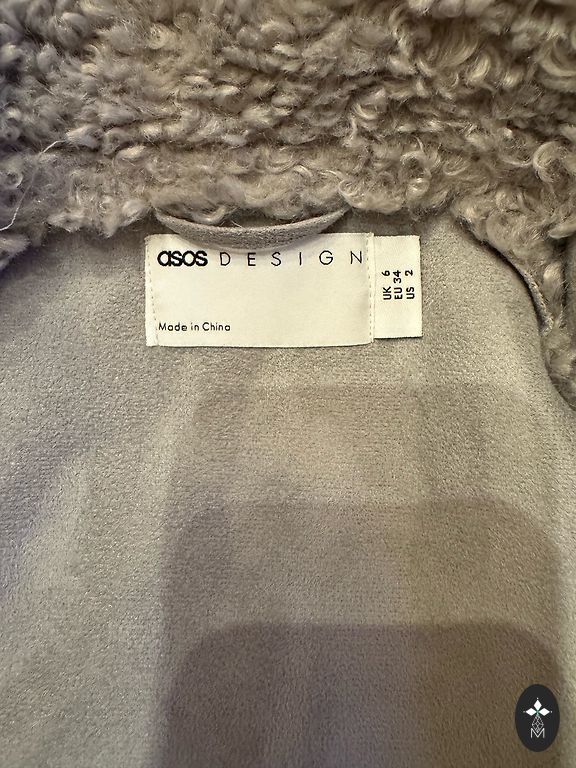 asos DESIGN
Made in China
UK 6
EU 34
US 2
M